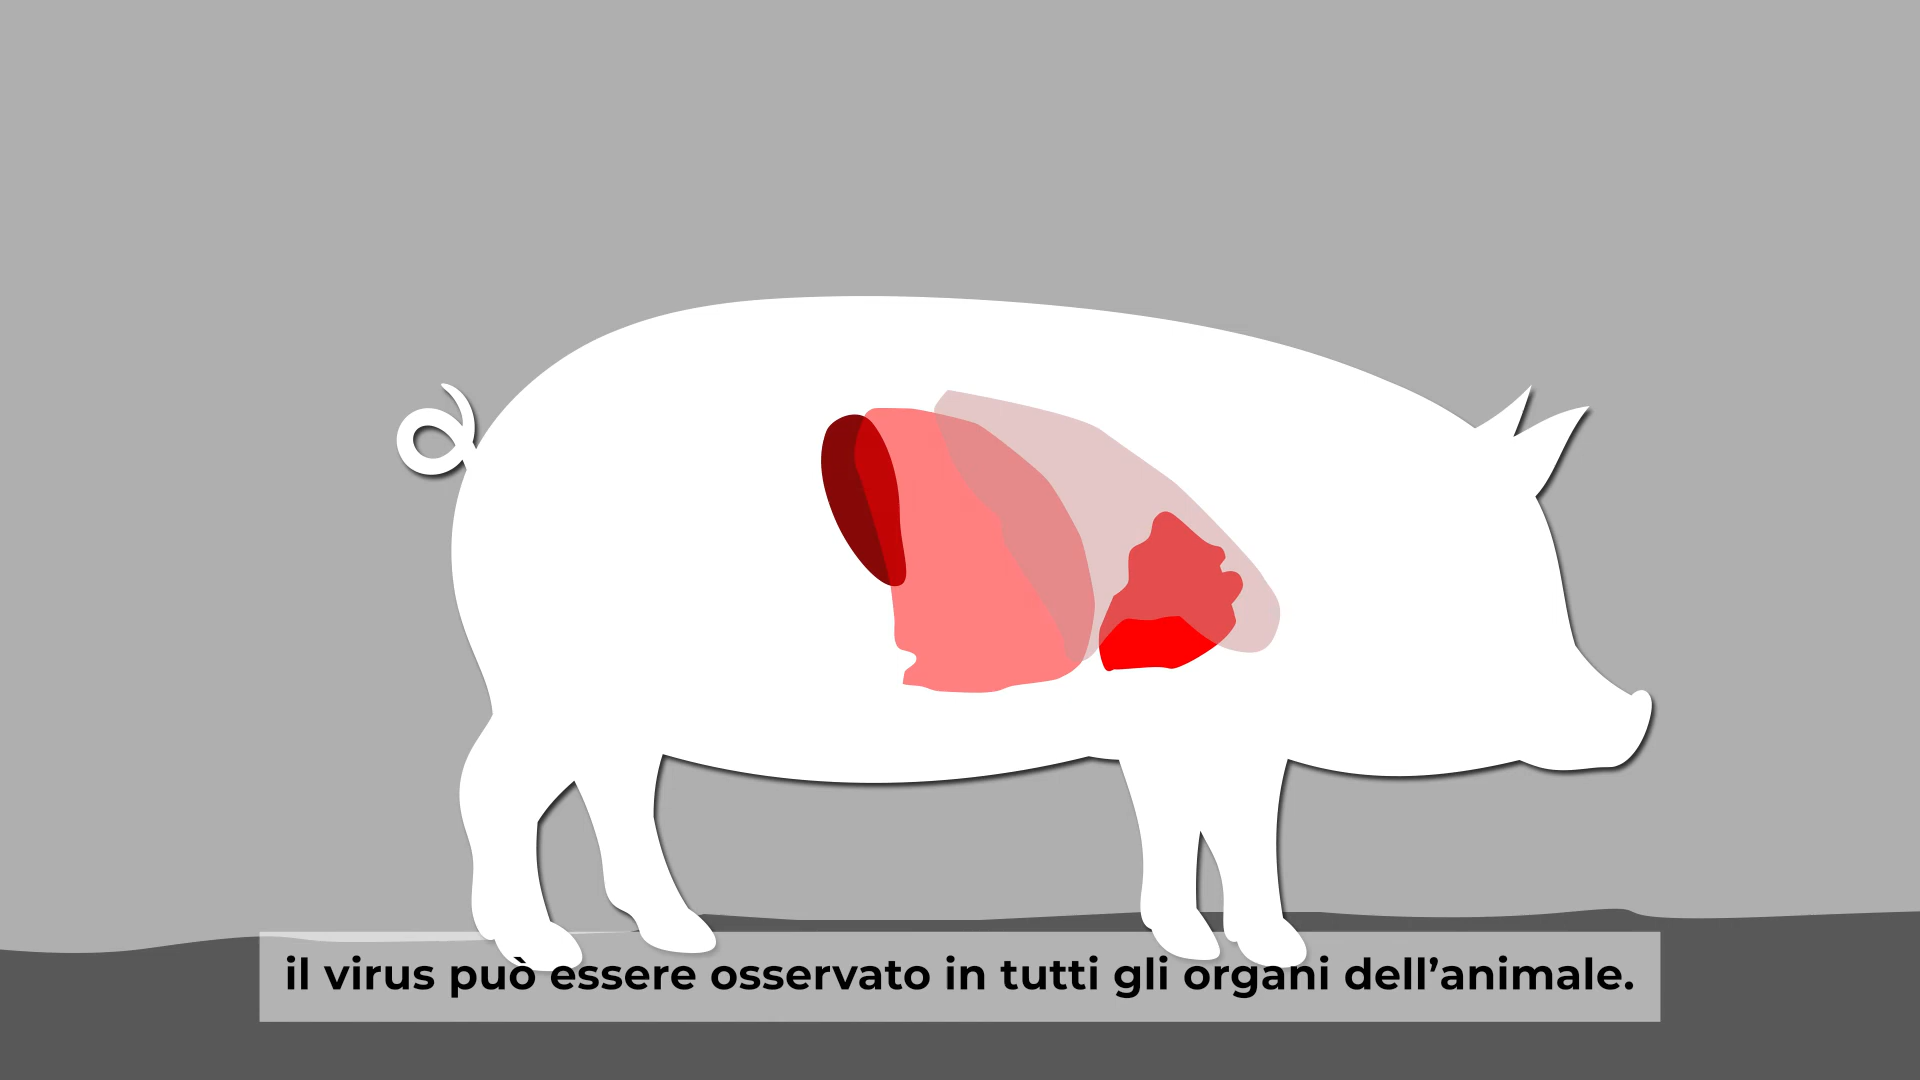 il virus può essere osservato in tutti gli organi dell’animale.